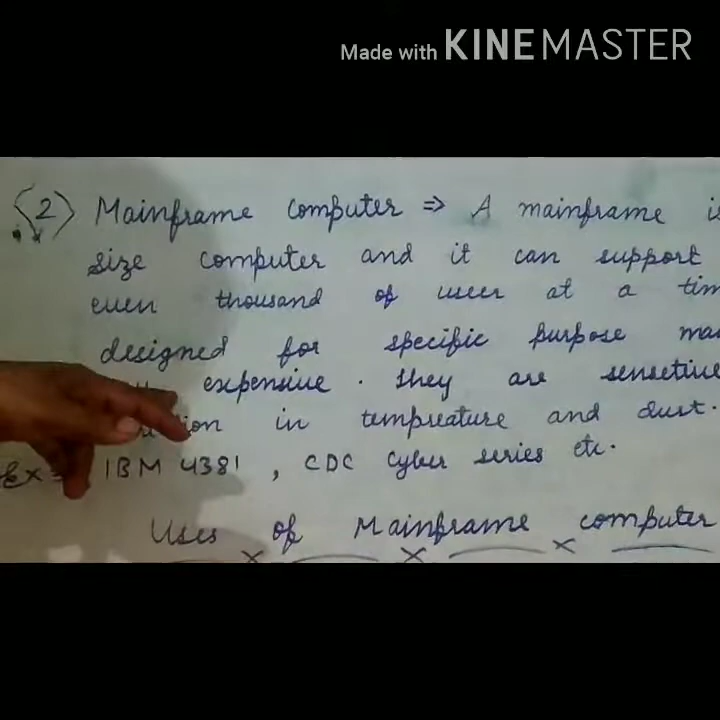 Made with KINEMASTER
(2) Mainframe computer ⇒ A mainframe is
size computer and it can support
even thousand of user at a tim
designed for specific purpose
expensive. they are sensetive
in tempreature and dust.
Ex ⇒ IBM 4381, CDC Cyber series etc.
Uses of Mainframe computer